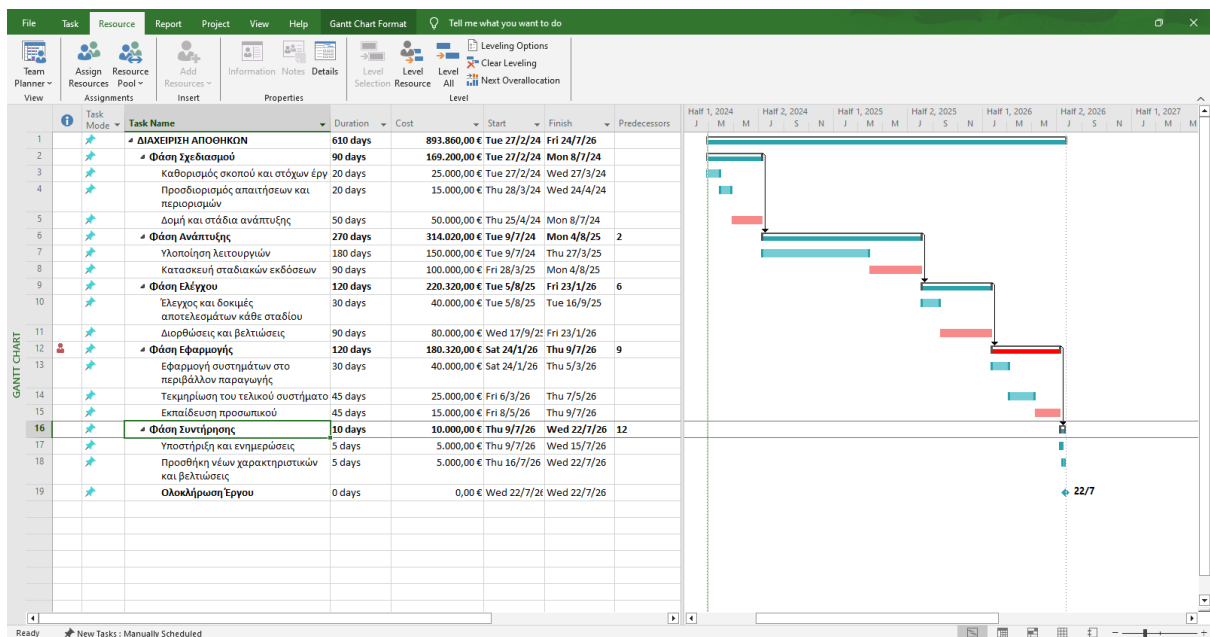 File Task Resource Report Project View Help Gantt Chart Format Tell me what you want to do
Team Planner
Assign Resources
Resource Pool
Add Resources
Information Notes Details
Level Selection
Level Resource
Level All
Leveling Options
Clear Leveling
Next Overallocation
View Assignments Insert Properties Level
Task Mode Task Name Duration Cost Start Finish Predecessors
Half 1, 2024 Half 2, 2024 Half 1, 2025 Half 2, 2025 Half 1, 2026 Half 2, 2026 Half 1, 2027
J M M J S N J M M J S N J M M J S N J M M
1 ΔΙΑΧΕΙΡΙΣΗ ΑΠΟΘΗΚΩΝ 610 days 893.860,00 € Tue 27/2/24 Fri 24/7/26
2 Φάση Σχεδιασμού 90 days 169.200,00 € Tue 27/2/24 Mon 8/7/24
3 Καθορισμός σκοπού και στόχων έργ 20 days 25.000,00 € Tue 27/2/24 Wed 27/3/24
4 Προσδιορισμός απαιτήσεων και 20 days 15.000,00 € Thu 28/3/24 Wed 24/4/24
περιορισμών
5 Δομή και στάδια ανάπτυξης 50 days 50.000,00 € Thu 25/4/24 Mon 8/7/24
6 Φάση Ανάπτυξης 270 days 314.020,00 € Tue 9/7/24 Mon 4/8/25 2
7 Υλοποίηση λειτουργιών 180 days 150.000,00 € Tue 9/7/24 Thu 27/3/25
8 Κατασκευή σταδιακών εκδόσεων 90 days 100.000,00 € Fri 28/3/25 Mon 4/8/25
9 Φάση Ελέγχου 120 days 220.320,00 € Tue 5/8/25 Fri 23/1/26 6
10 Έλεγχος και δοκιμές 30 days 40.000,00 € Tue 5/8/25 Tue 16/9/25
αποτελεσμάτων κάθε σταδίου
11 Διορθώσεις και βελτιώσεις 90 days 80.000,00 € Wed 17/9/25 Fri 23/1/26
12 Φάση Εφαρμογής 120 days 180.320,00 € Sat 24/1/26 Thu 9/7/26 9
13 Εφαρμογή συστημάτων στο 30 days 40.000,00 € Sat 24/1/26 Thu 5/3/26
περιβάλλον παραγωγής
14 Τεκμηρίωση του τελικού συστήματο 45 days 25.000,00 € Fri 6/3/26 Thu 7/5/26
15 Εκπαίδευση προσωπικού 45 days 15.000,00 € Fri 8/5/26 Thu 9/7/26
16 Φάση Συντήρησης 10 days 10.000,00 € Thu 9/7/26 Wed 22/7/26 12
17 Υποστήριξη και ενημερώσεις 5 days 5.000,00 € Thu 9/7/26 Wed 15/7/26
18 Προσθήκη νέων χαρακτηριστικών 5 days 5.000,00 € Thu 16/7/26 Wed 22/7/26
και βελτιώσεις
19 Ολοκλήρωση Έργου 0 days 0,00 € Wed 22/7/26 Wed 22/7/26 22/7
GANTT CHART
Ready New Tasks : Manually Scheduled